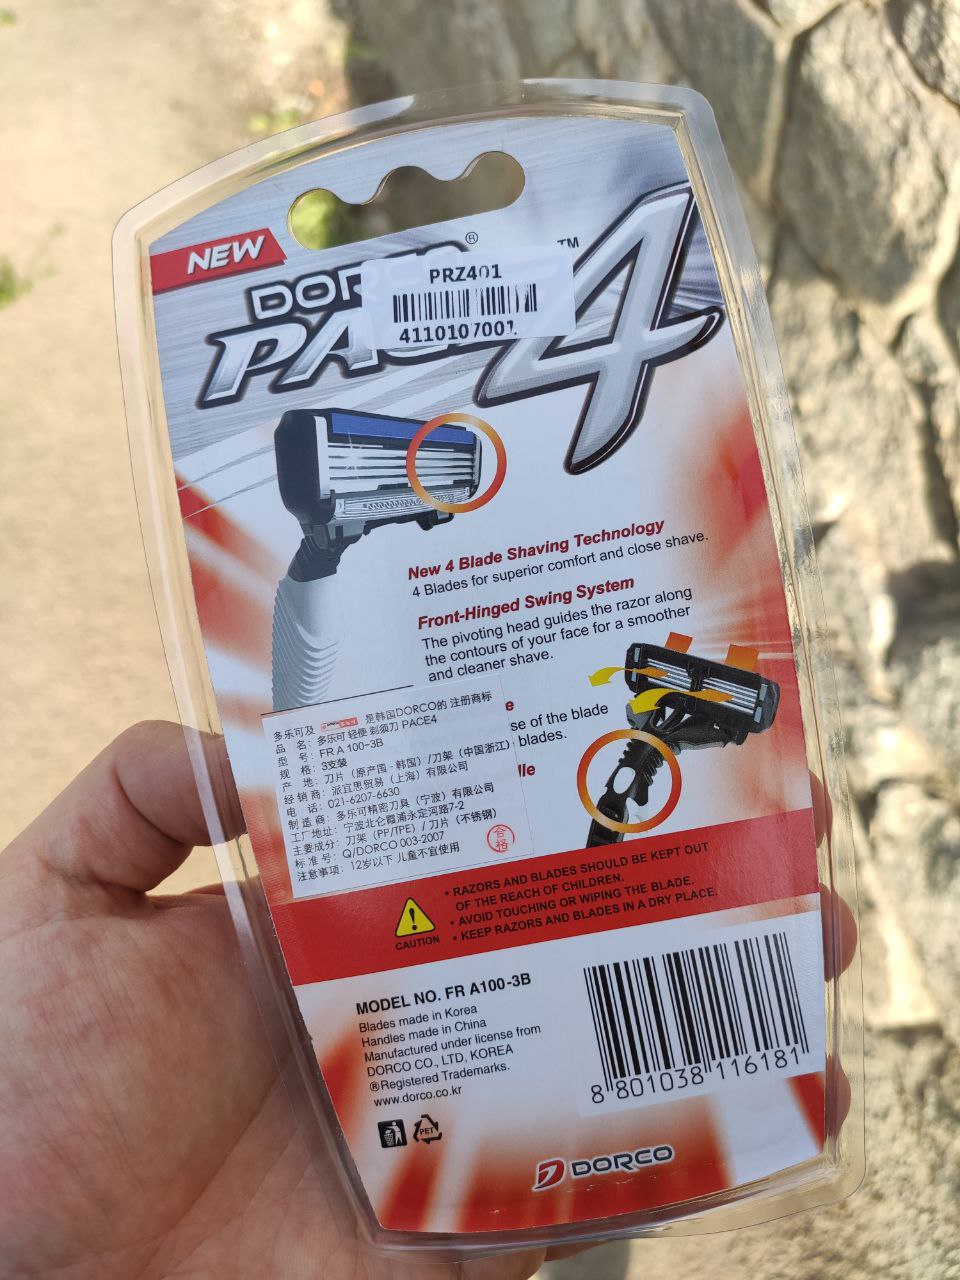 NEW
DORCO®
PACE 4™
PRZ401
4110107001
New 4 Blade Shaving Technology
4 Blades for superior comfort and close shave.
Front-Hinged Swing System
The pivoting head guides the razor along
the contours of your face for a smoother
and cleaner shave.
se of the blade
blades.
多乐可及 是韩国DORCO的 注册商标
品 名: 多乐可 轻便 剃须刀 PACE4
型 号: FR A 100-3B
规 格: 3支装
产 地: 刀片 (原产国-韩国) /刀架 (中国浙江)
经 销 商: 派宜思贸易 (上海) 有限公司
电 话: 021-6207-6630
制 造 商: 多乐可精密刀具 (宁波) 有限公司
工厂地址: 宁波北仑霞浦永定河路7-2
主要成分: 刀架 (PP/TPE) / 刀片 (不锈钢)
标 准 号: Q/DORCO 003-2007
注意事项: 12岁以下 儿童不宜使用
合格
CAUTION
• RAZORS AND BLADES SHOULD BE KEPT OUT
OF THE REACH OF CHILDREN.
• AVOID TOUCHING OR WIPING THE BLADE.
• KEEP RAZORS AND BLADES IN A DRY PLACE.
MODEL NO. FR A100-3B
Blades made in Korea
Handles made in China
Manufactured under license from
DORCO CO., LTD, KOREA
®Registered Trademarks.
www.dorco.co.kr
PET
8 801038 116181
DORCO